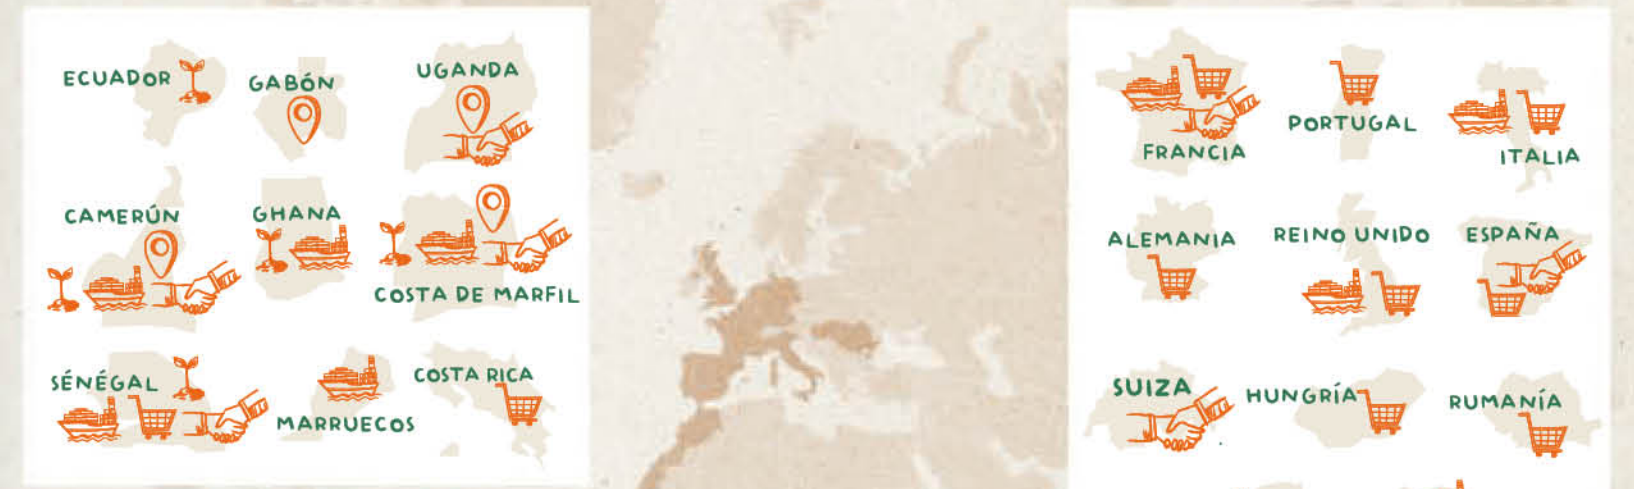 ECUADOR
GABÓN
UGANDA
CAMERÚN
GHANA
COSTA DE MARFIL
SÉNÉGAL
MARRUECOS
COSTA RICA
FRANCIA
PORTUGAL
ITALIA
ALEMANIA
REINO UNIDO
ESPAÑA
SUIZA
HUNGRÍA
RUMANÍA